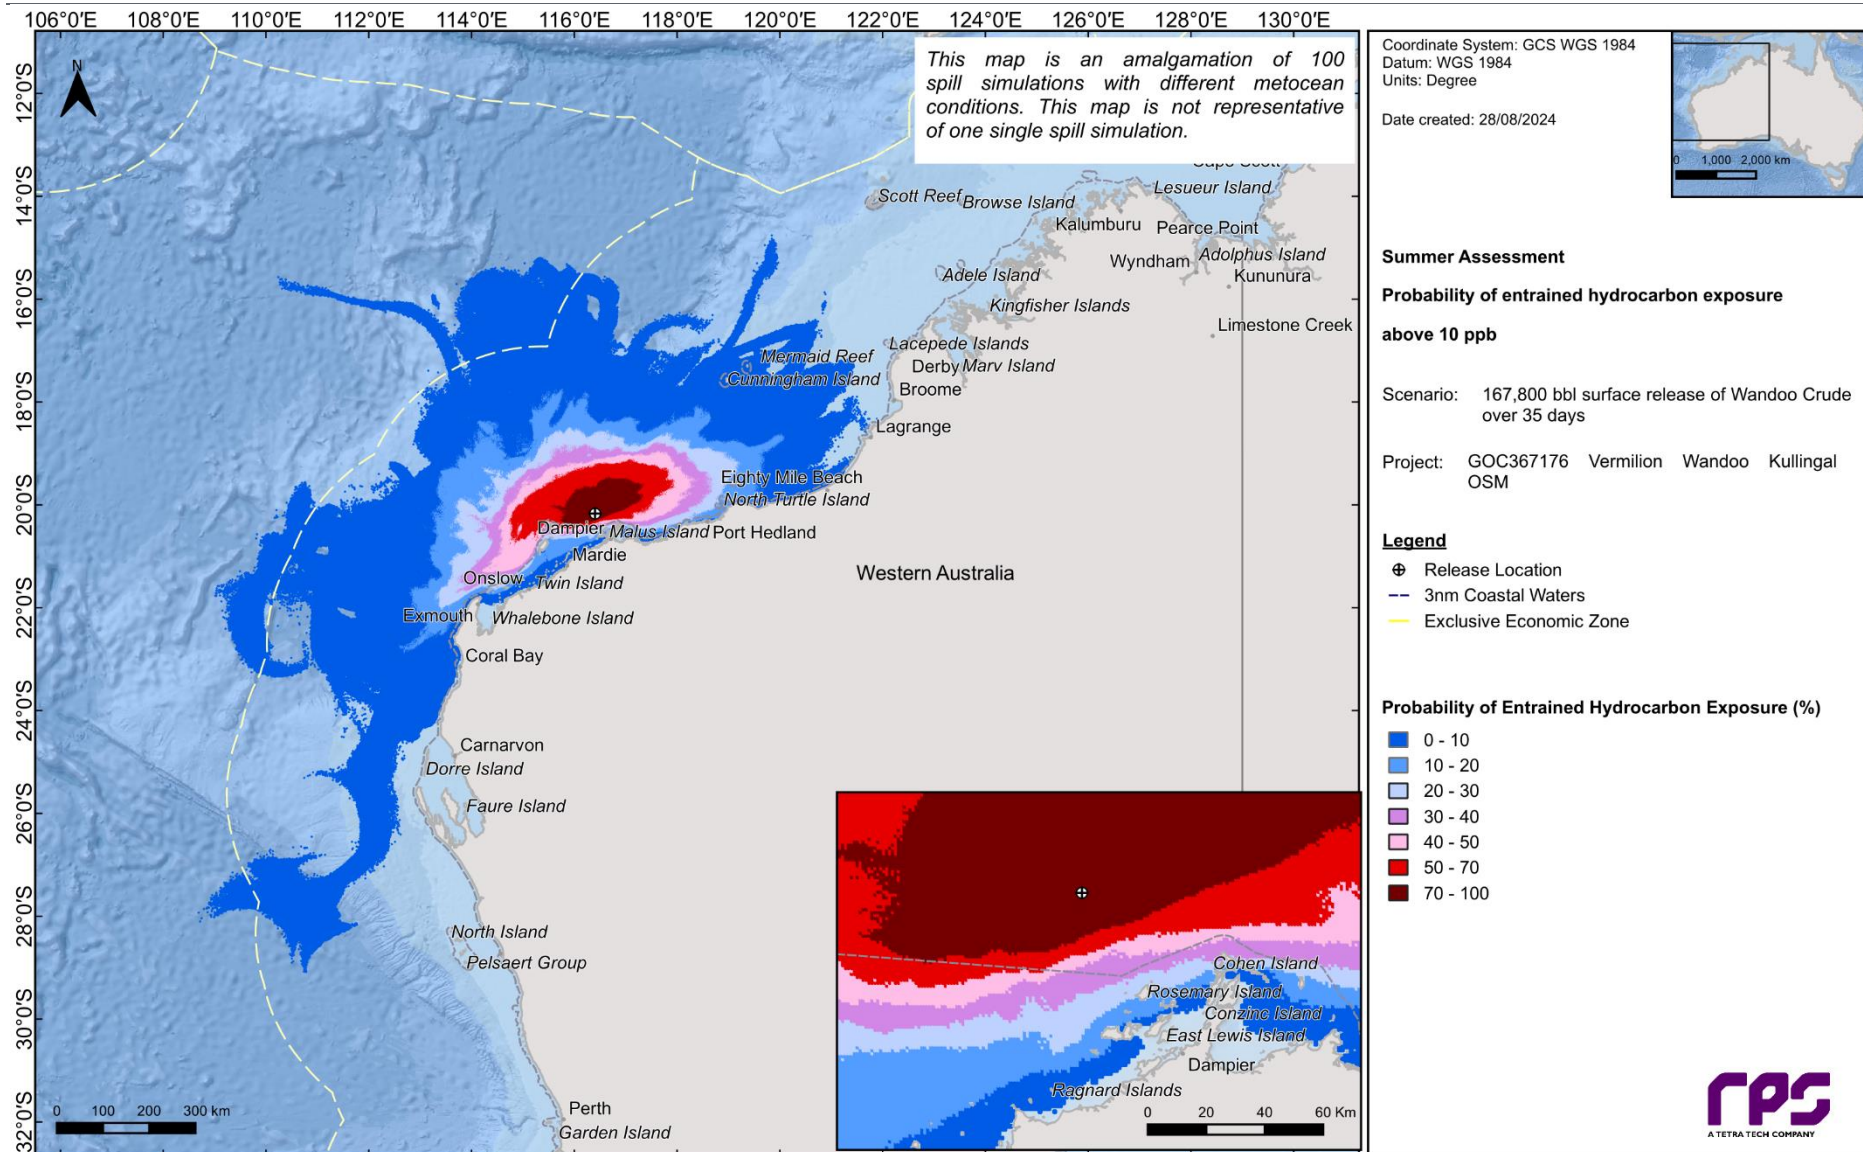 106°0'E 108°0'E 110°0'E 112°0'E 114°0'E 116°0'E 118°0'E 120°0'E 122°0'E 124°0'E 126°0'E 128°0'E 130°0'E
12°0'S
14°0'S
16°0'S
18°0'S
20°0'S
22°0'S
24°0'S
26°0'S
28°0'S
30°0'S
32°0'S
N
This map is an amalgamation of 100
spill simulations with different metocean
conditions. This map is not representative
of one single spill simulation.
Lesueur Island
Scott Reef
Browse Island
Kalumburu
Pearce Point
Adolphus Island
Wyndham
Kununura
Adele Island
Kingfisher Islands
Limestone Creek
Lacepede Islands
Mermaid Reef
Derby
Marv Island
Cunningham Island
Broome
Lagrange
Eighty Mile Beach
North Turtle Island
Dampier
Malus Island
Port Hedland
Mardie
Western Australia
Onslow
Twin Island
Exmouth
Whalebone Island
Coral Bay
Carnarvon
Dorre Island
Faure Island
North Island
Pelsaert Group
Perth
Garden Island
0 100 200 300 km
Cohen Island
Rosemary Island
Conzinc Island
East Lewis Island
Dampier
Ragnard Islands
0 20 40 60 Km
Coordinate System: GCS WGS 1984
Datum: WGS 1984
Units: Degree
Date created: 28/08/2024
0 1,000 2,000 km
Summer Assessment
Probability of entrained hydrocarbon exposure
above 10 ppb
Scenario: 167,800 bbl surface release of Wandoo Crude
over 35 days
Project: GOC367176 Vermilion Wandoo Kullingal
OSM
Legend
Release Location
3nm Coastal Waters
Exclusive Economic Zone
Probability of Entrained Hydrocarbon Exposure (%)
0 - 10
10 - 20
20 - 30
30 - 40
40 - 50
50 - 70
70 - 100
rps
A TETRA TECH COMPANY